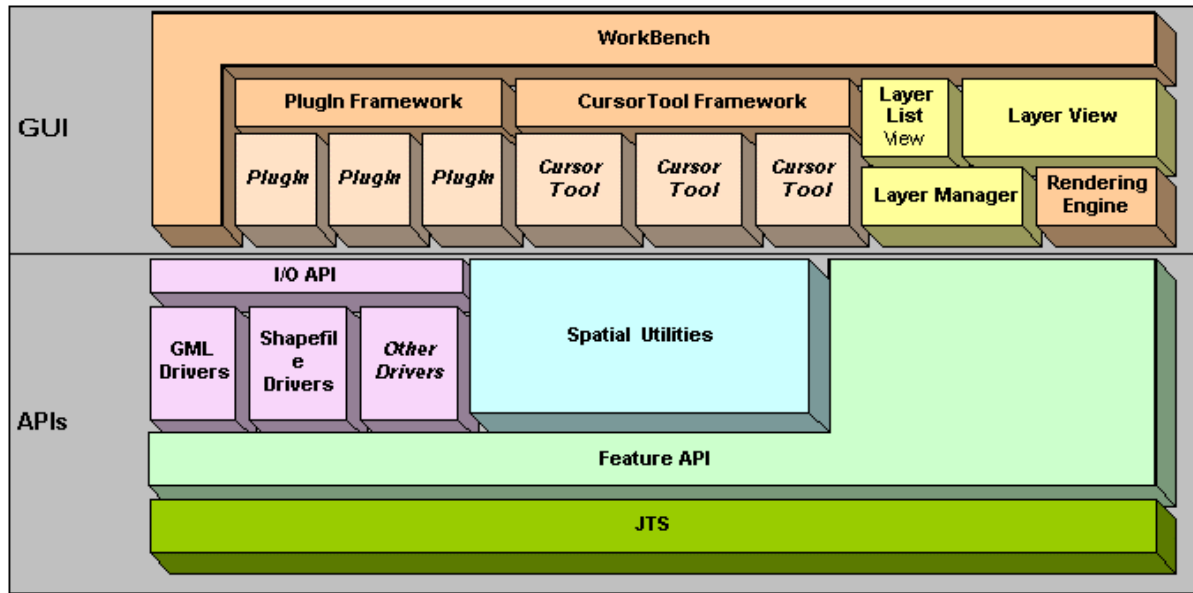 WorkBench
PlugIn Framework
CursorTool Framework
Layer
List
View
Layer View
GUI
PlugIn
PlugIn
PlugIn
Cursor
Tool
Cursor
Tool
Cursor
Tool
Layer Manager
Rendering
Engine
I/O API
GML
Drivers
Shapefil
e
Drivers
Other
Drivers
Spatial Utilities
APIs
Feature API
JTS